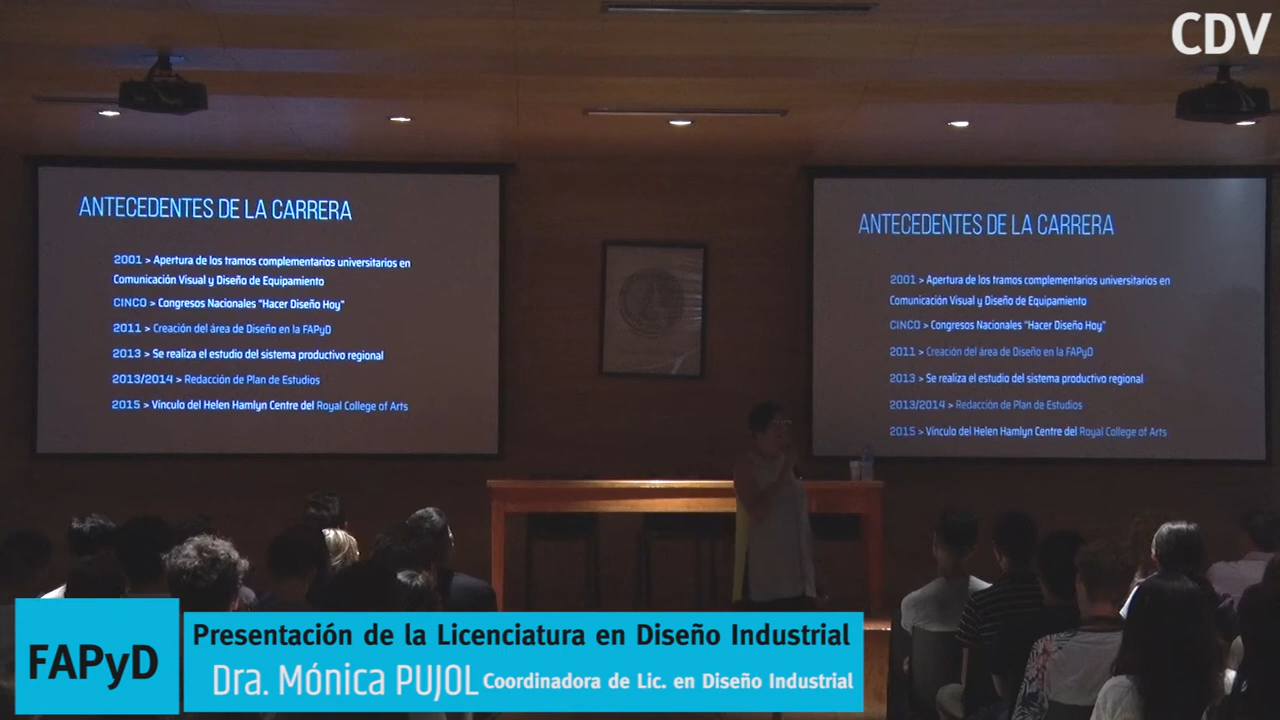 CDV
ANTECEDENTES DE LA CARRERA
2001 > Apertura de los tramos complementarios universitarios en
Comunicación Visual y Diseño de Equipamiento
CINCO > Congresos Nacionales "Hacer Diseño Hoy"
2011 > Creación del área de Diseño en la FAPyD
2013 > Se realiza el estudio del sistema productivo regional
2013/2014 > Redacción de Plan de Estudios
2015 > Vínculo del Helen Hamlyn Centre del Royal College of Arts
ANTECEDENTES DE LA CARRERA
2001 > Apertura de los tramos complementarios universitarios en
Comunicación Visual y Diseño de Equipamiento
CINCO > Congresos Nacionales "Hacer Diseño Hoy"
2011 > Creación del área de Diseño en la FAPyD
2013 > Se realiza el estudio del sistema productivo regional
2013/2014 > Redacción de Plan de Estudios
2015 > Vínculo del Helen Hamlyn Centre del Royal College of Arts
FAPyD
Presentación de la Licenciatura en Diseño Industrial
Dra. Mónica PUJOL Coordinadora de Lic. en Diseño Industrial